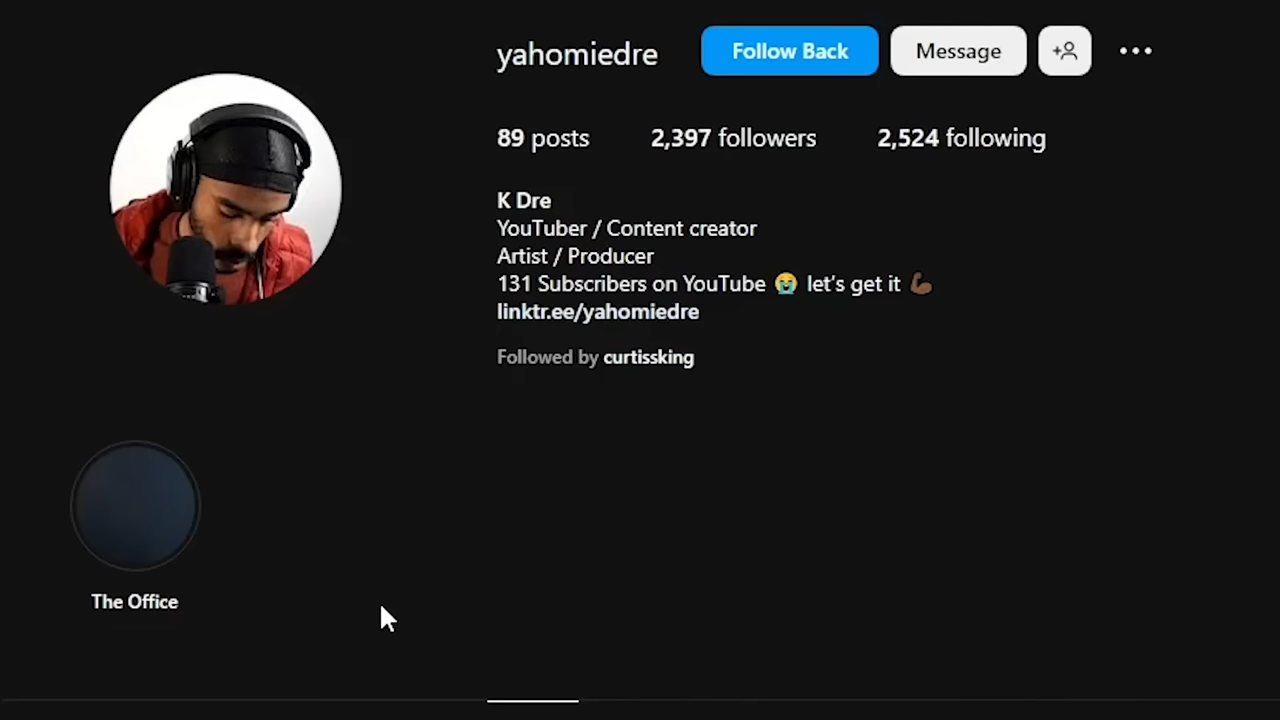 yahomiedre Follow Back Message
89 posts 2,397 followers 2,524 following
K Dre
YouTuber / Content creator
Artist / Producer
131 Subscribers on YouTube 😭 let's get it 💪🏾
linktr.ee/yahomiedre
Followed by curtissking
The Office